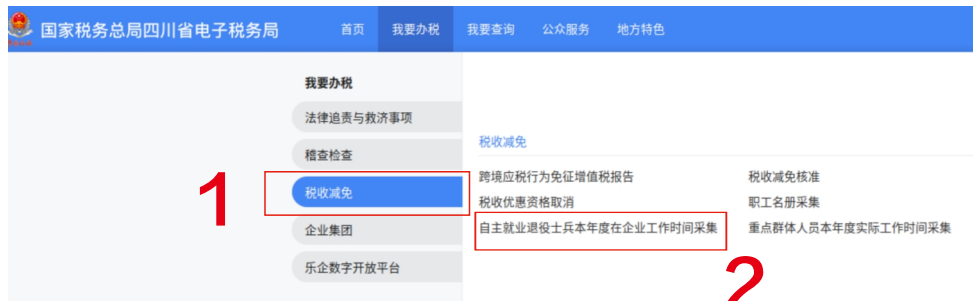 国家税务总局四川省电子税务局 首页 我要办税 我要查询 公众服务 地方特色
我要办税
法律追责与救济事项
稽查检查
税收减免
企业集团
乐企数字开放平台
1
税收减免
跨境应税行为免征增值税报告 税收减免核准
税收优惠资格取消 职工名册采集
自主就业退役士兵本年度在企业工作时间采集 重点群体人员本年度实际工作时间采集
2